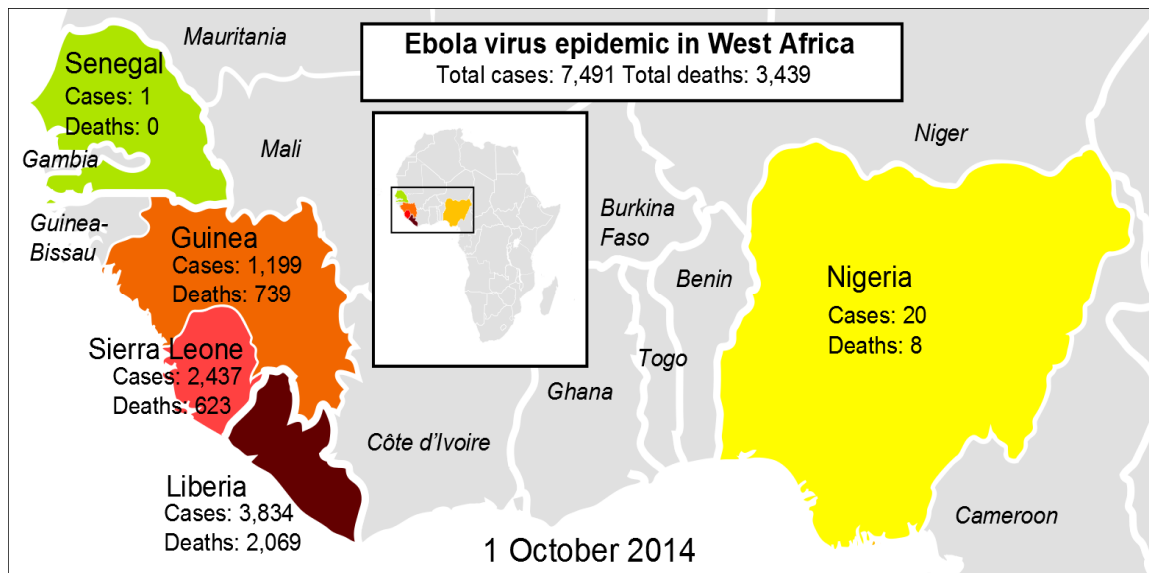 Ebola virus epidemic in West Africa
Total cases: 7,491 Total deaths: 3,439
Mauritania
Senegal
Cases: 1
Deaths: 0
Gambia
Mali
Niger
Guinea-
Bissau
Burkina
Faso
Guinea
Cases: 1,199
Deaths: 739
Benin
Nigeria
Cases: 20
Deaths: 8
Sierra Leone
Cases: 2,437
Deaths: 623
Togo
Ghana
Côte d'Ivoire
Liberia
Cases: 3,834
Deaths: 2,069
Cameroon
1 October 2014